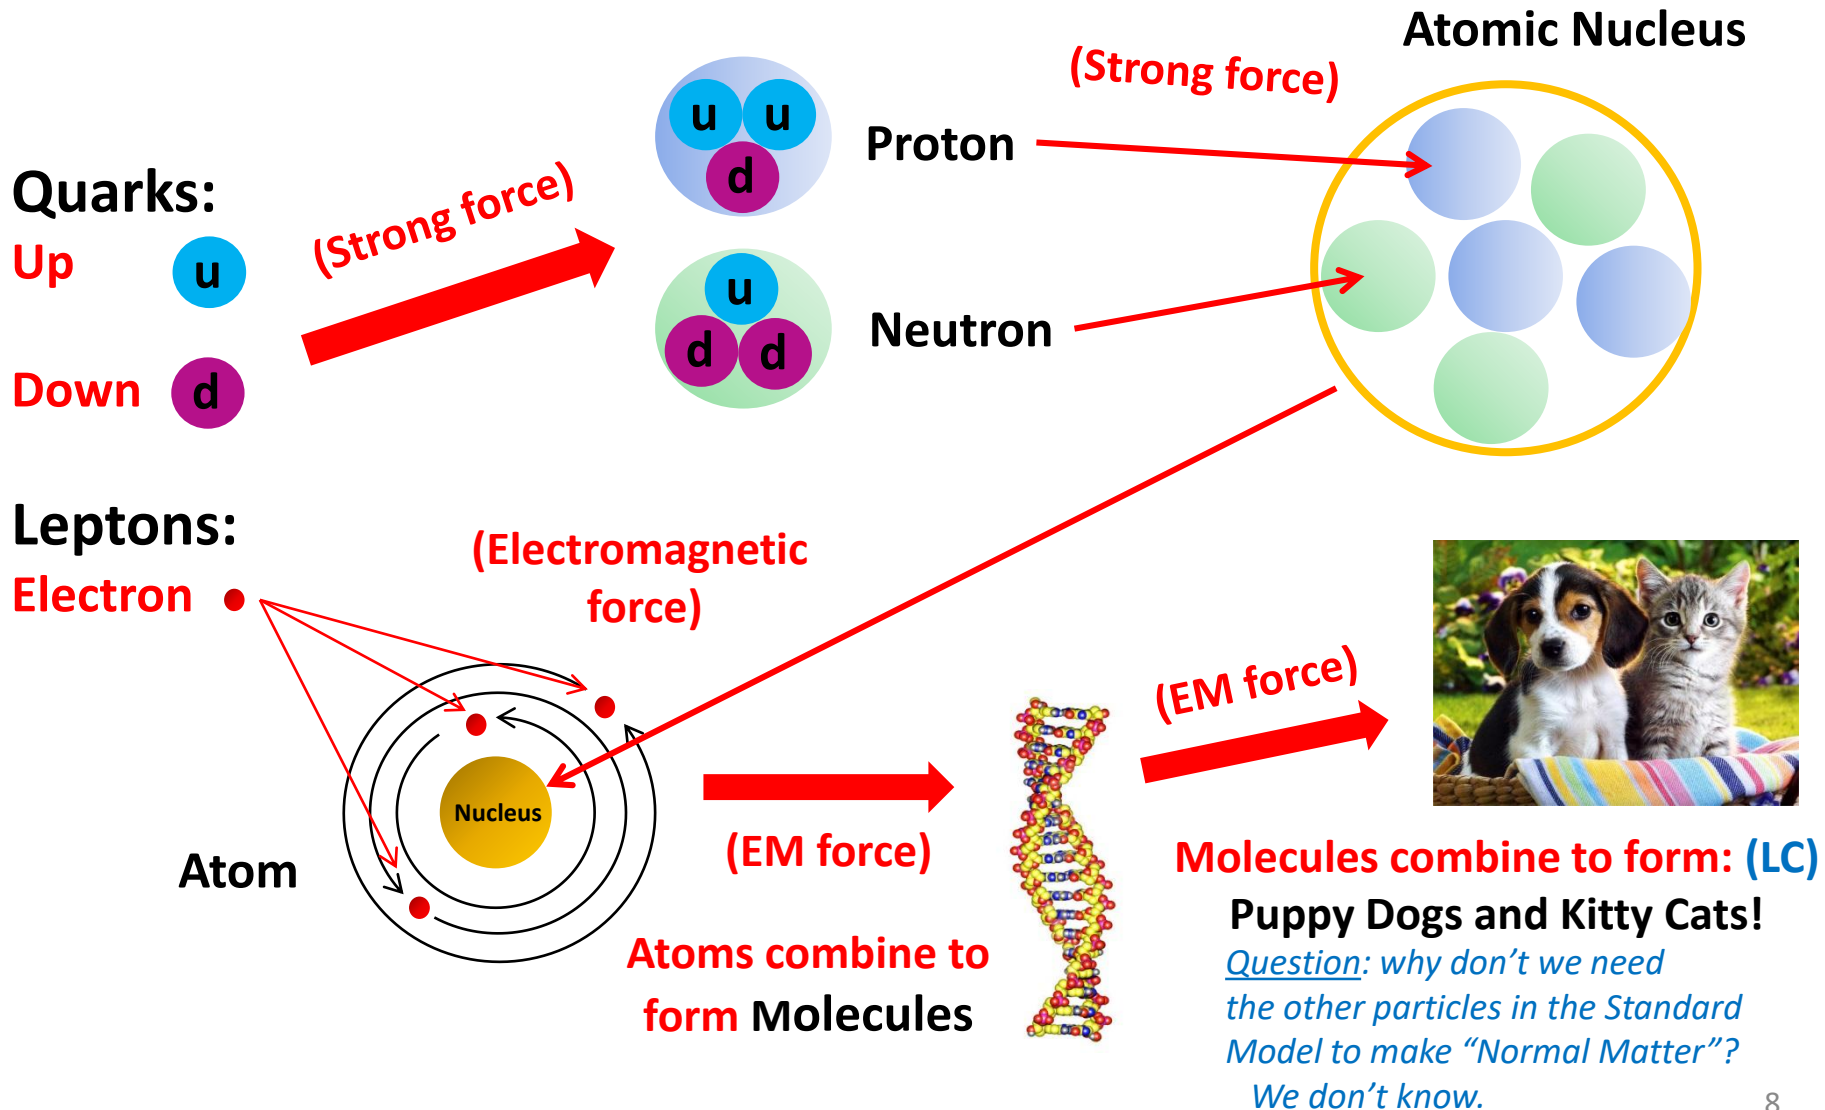 Atomic Nucleus
(Strong force)
u u
d
Proton
Quarks:
Up u
(Strong force)
u
d d
Neutron
Down d
Leptons:
Electron
(Electromagnetic
force)
(EM force)
Nucleus
Atom
(EM force)
Atoms combine to
form Molecules
Molecules combine to form: (LC)
Puppy Dogs and Kitty Cats!
Question: why don’t we need
the other particles in the Standard
Model to make “Normal Matter”?
We don’t know.
8